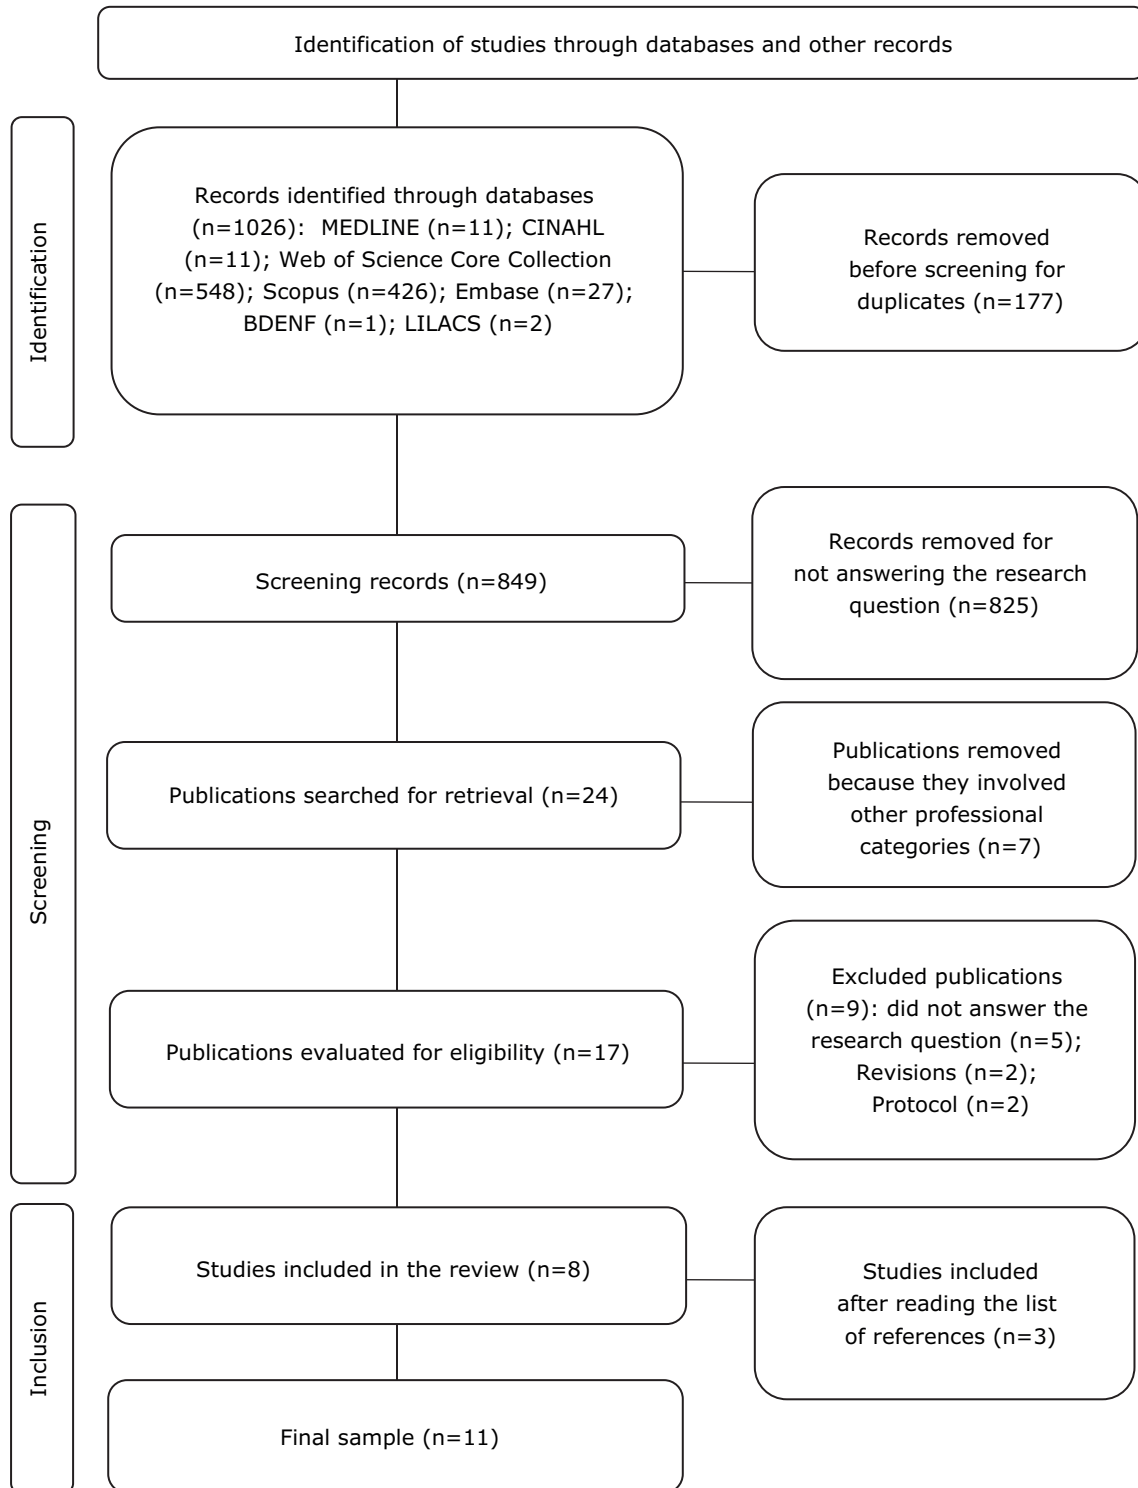 Identification of studies through databases and other records
Identification
Records identified through databases
(n=1026): MEDLINE (n=11); CINAHL
(n=11); Web of Science Core Collection
(n=548); Scopus (n=426); Embase (n=27);
BDENF (n=1); LILACS (n=2)
Records removed
before screening for
duplicates (n=177)
Screening
Screening records (n=849)
Records removed for
not answering the research
question (n=825)
Publications searched for retrieval (n=24)
Publications removed
because they involved
other professional
categories (n=7)
Publications evaluated for eligibility (n=17)
Excluded publications
(n=9): did not answer the
research question (n=5);
Revisions (n=2);
Protocol (n=2)
Inclusion
Studies included in the review (n=8)
Studies included
after reading the list
of references (n=3)
Final sample (n=11)